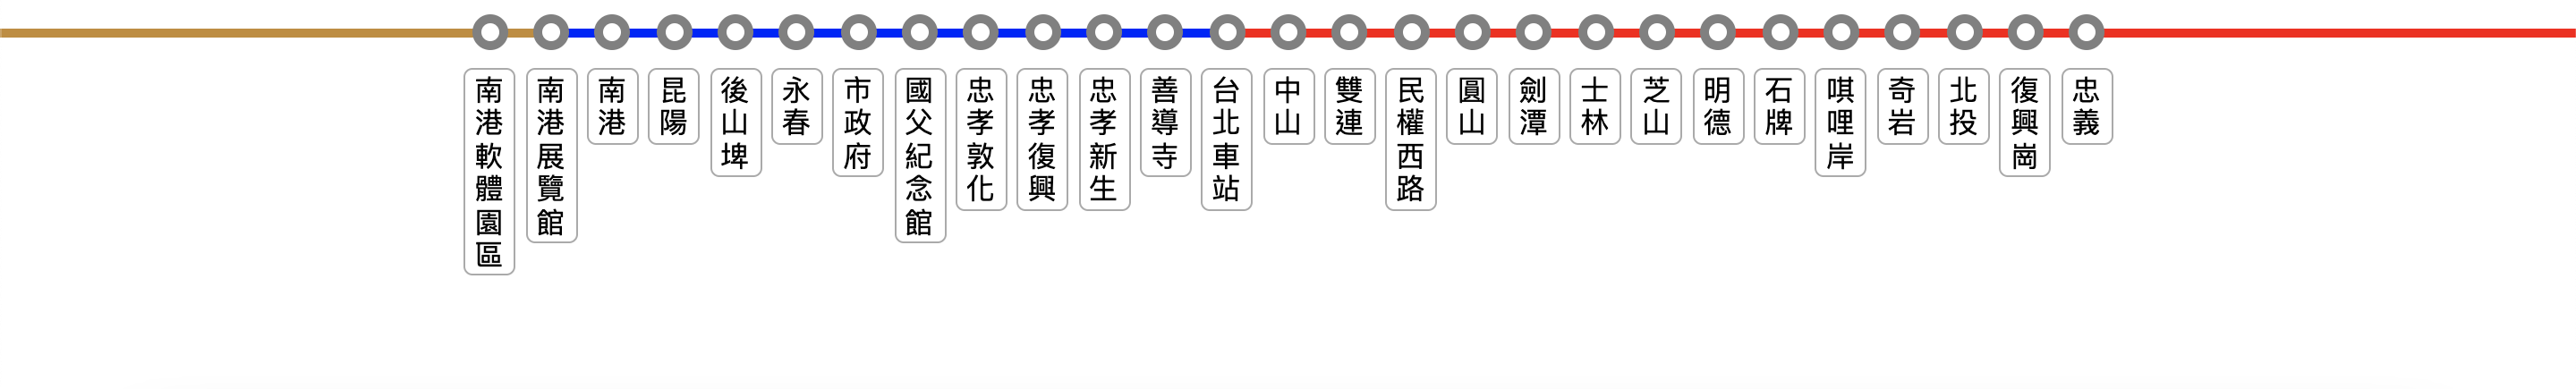 南港軟體園區
南港展覽館
南港
昆陽
後山埤
永春
市政府
國父紀念館
忠孝敦化
忠孝復興
忠孝新生
善導寺
台北車站
中山
雙連
民權西路
圓山
劍潭
士林
芝山
明德
石牌
唭哩岸
奇岩
北投
復興崗
忠義